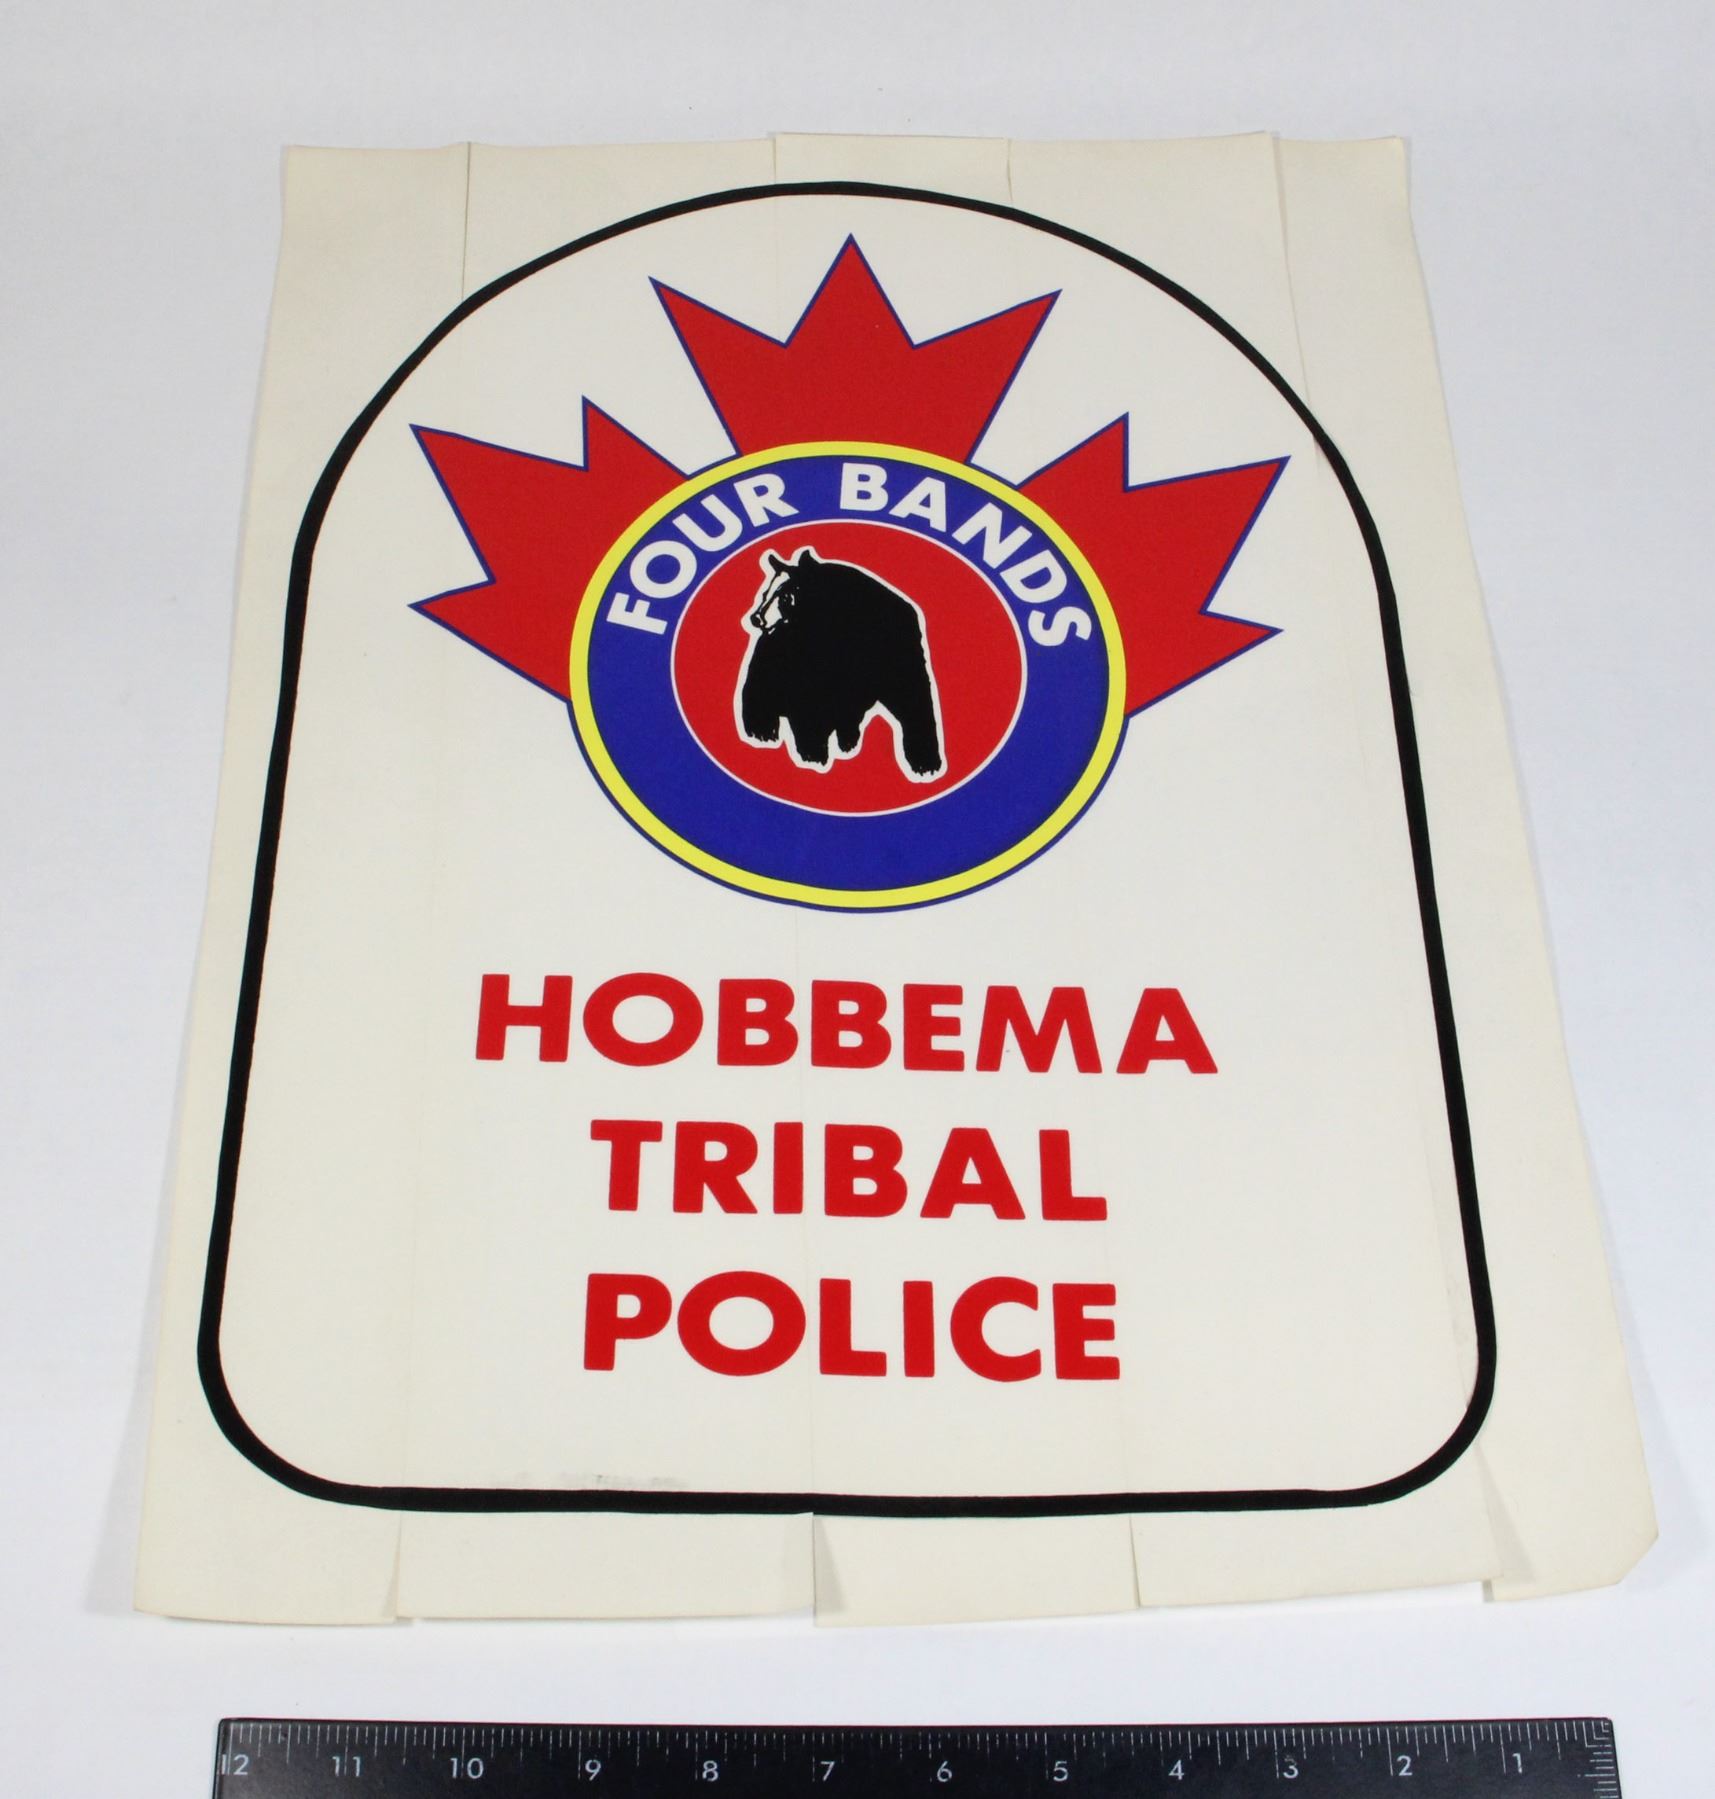 FOUR BANDS
HOBBEMA
TRIBAL
POLICE
12 11 10 9 8 7 6 5 4 3 2 1